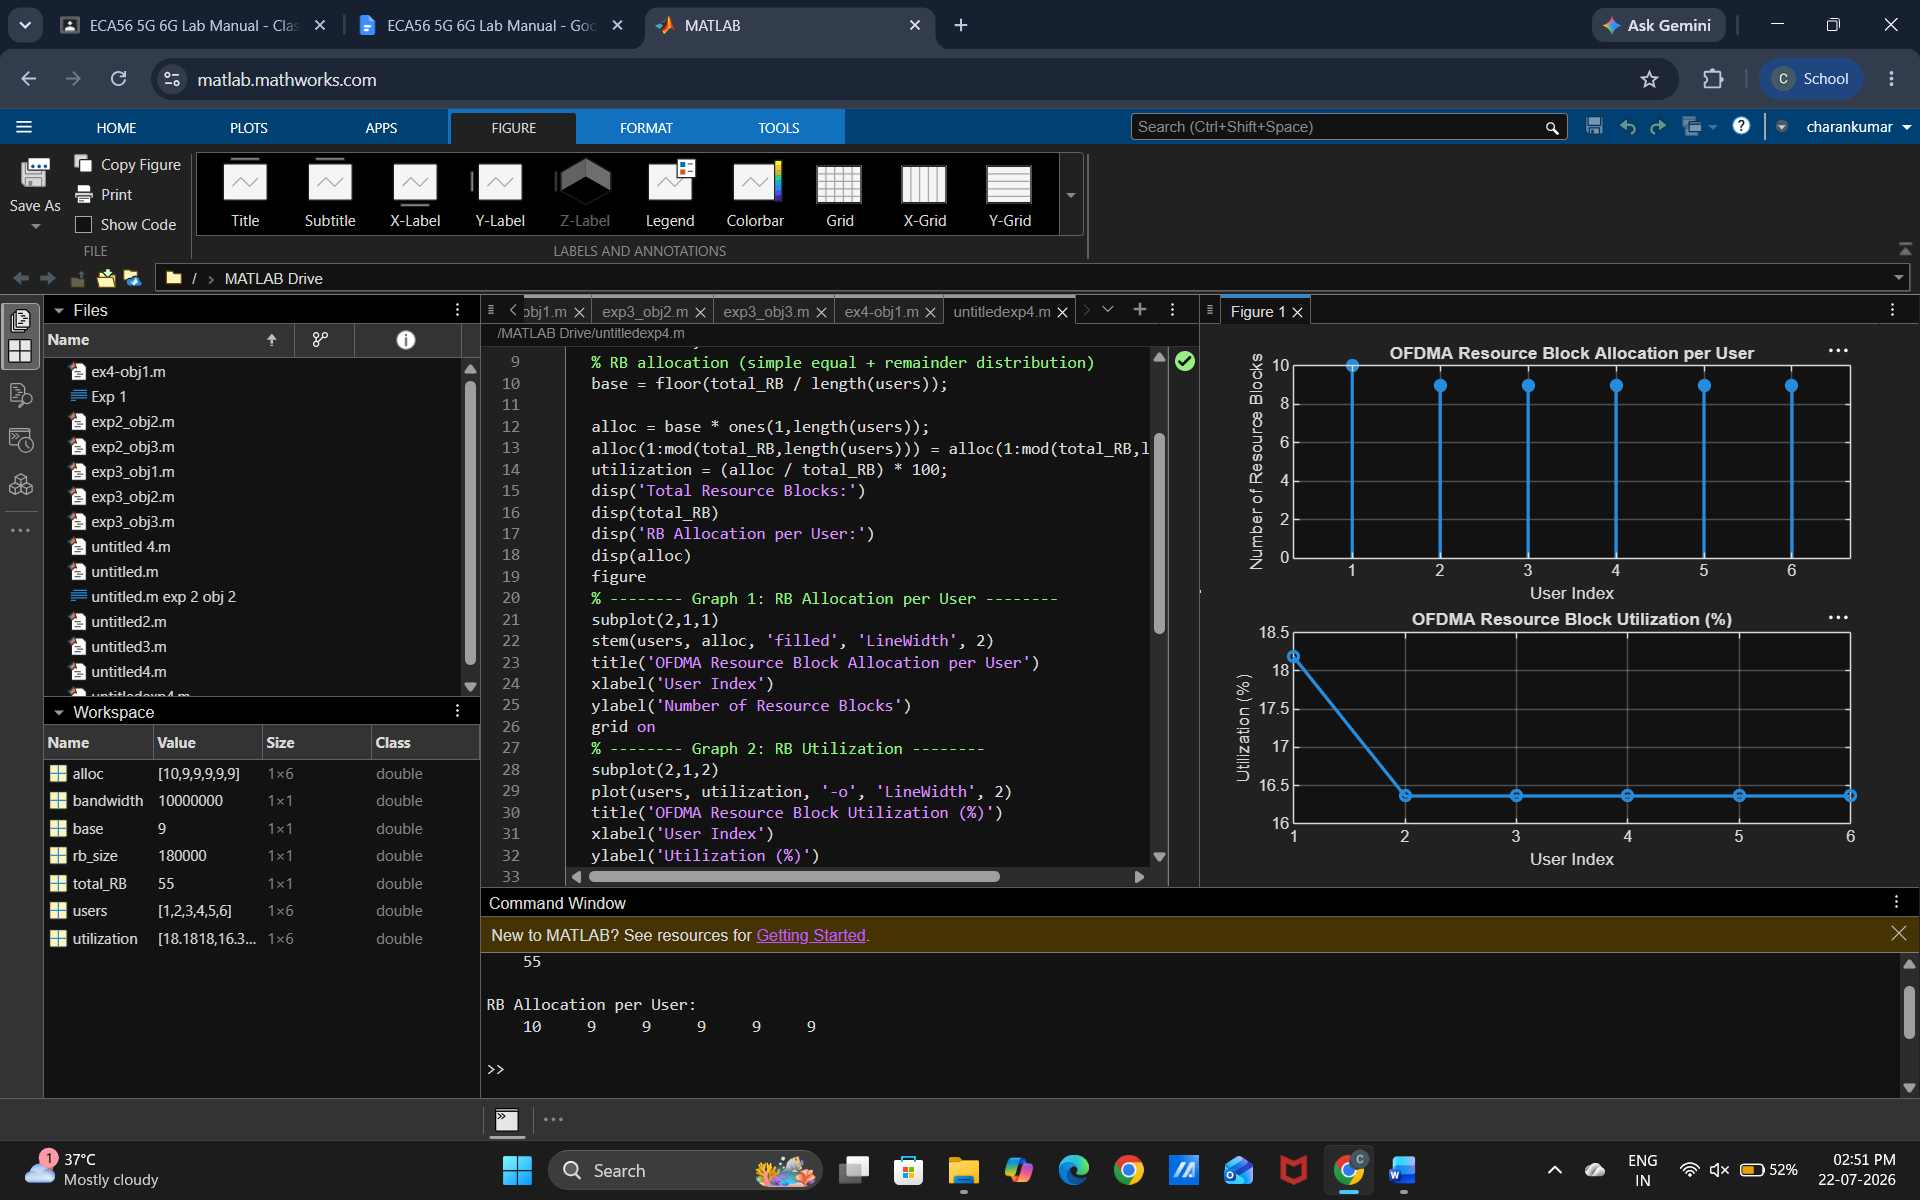 ECA56 5G 6G Lab Manual - Clas
ECA56 5G 6G Lab Manual - Goo
MATLAB
Ask Gemini
matlab.mathworks.com
C School
HOME PLOTS APPS FIGURE FORMAT TOOLS
Search (Ctrl+Shift+Space)
charankumar
Save As
Copy Figure
Print
Show Code
FILE
Title Subtitle X-Label Y-Label Z-Label Legend Colorbar Grid X-Grid Y-Grid
LABELS AND ANNOTATIONS
/ › MATLAB Drive
Files
Name
ex4-obj1.m
Exp 1
exp2_obj2.m
exp2_obj3.m
exp3_obj1.m
exp3_obj2.m
exp3_obj3.m
untitled 4.m
untitled.m
untitled.m exp 2 obj 2
untitled2.m
untitled3.m
untitled4.m
untitledexp4.m
Workspace
Name Value Size Class
alloc [10,9,9,9,9,9] 1×6 double
bandwidth 10000000 1×1 double
base 9 1×1 double
rb_size 180000 1×1 double
total_RB 55 1×1 double
users [1,2,3,4,5,6] 1×6 double
utilization [18.1818,16.3... 1×6 double
obj1.m exp3_obj2.m exp3_obj3.m ex4-obj1.m untitledexp4.m
/MATLAB Drive/untitledexp4.m
9 % RB allocation (simple equal + remainder distribution)
10 base = floor(total_RB / length(users));
11
12 alloc = base * ones(1,length(users));
13 alloc(1:mod(total_RB,length(users))) = alloc(1:mod(total_RB,l
14 utilization = (alloc / total_RB) * 100;
15 disp('Total Resource Blocks:')
16 disp(total_RB)
17 disp('RB Allocation per User:')
18 disp(alloc)
19 figure
20 % -------- Graph 1: RB Allocation per User --------
21 subplot(2,1,1)
22 stem(users, alloc, 'filled', 'LineWidth', 2)
23 title('OFDMA Resource Block Allocation per User')
24 xlabel('User Index')
25 ylabel('Number of Resource Blocks')
26 grid on
27 % -------- Graph 2: RB Utilization --------
28 subplot(2,1,2)
29 plot(users, utilization, '-o', 'LineWidth', 2)
30 title('OFDMA Resource Block Utilization (%)')
31 xlabel('User Index')
32 ylabel('Utilization (%)')
33
Figure 1
OFDMA Resource Block Allocation per User
Number of Resource Blocks
10
8
6
4
2
0
1 2 3 4 5 6
User Index
OFDMA Resource Block Utilization (%)
Utilization (%)
18.5
18
17.5
17
16.5
16
1 2 3 4 5 6
User Index
Command Window
New to MATLAB? See resources for Getting Started.
55
RB Allocation per User:
10 9 9 9 9 9
>>
1
37°C
Mostly cloudy
Search
ENG
IN
52%
02:51 PM
22-07-2026